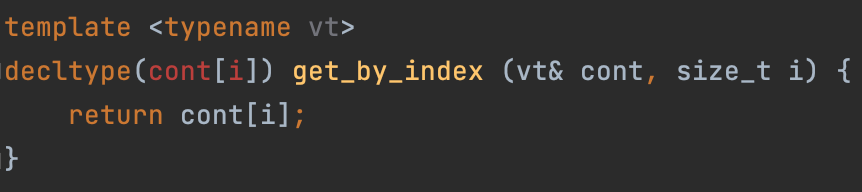 template <typename vt>
decltype(cont[i]) get_by_index (vt& cont, size_t i) {
    return cont[i];
}